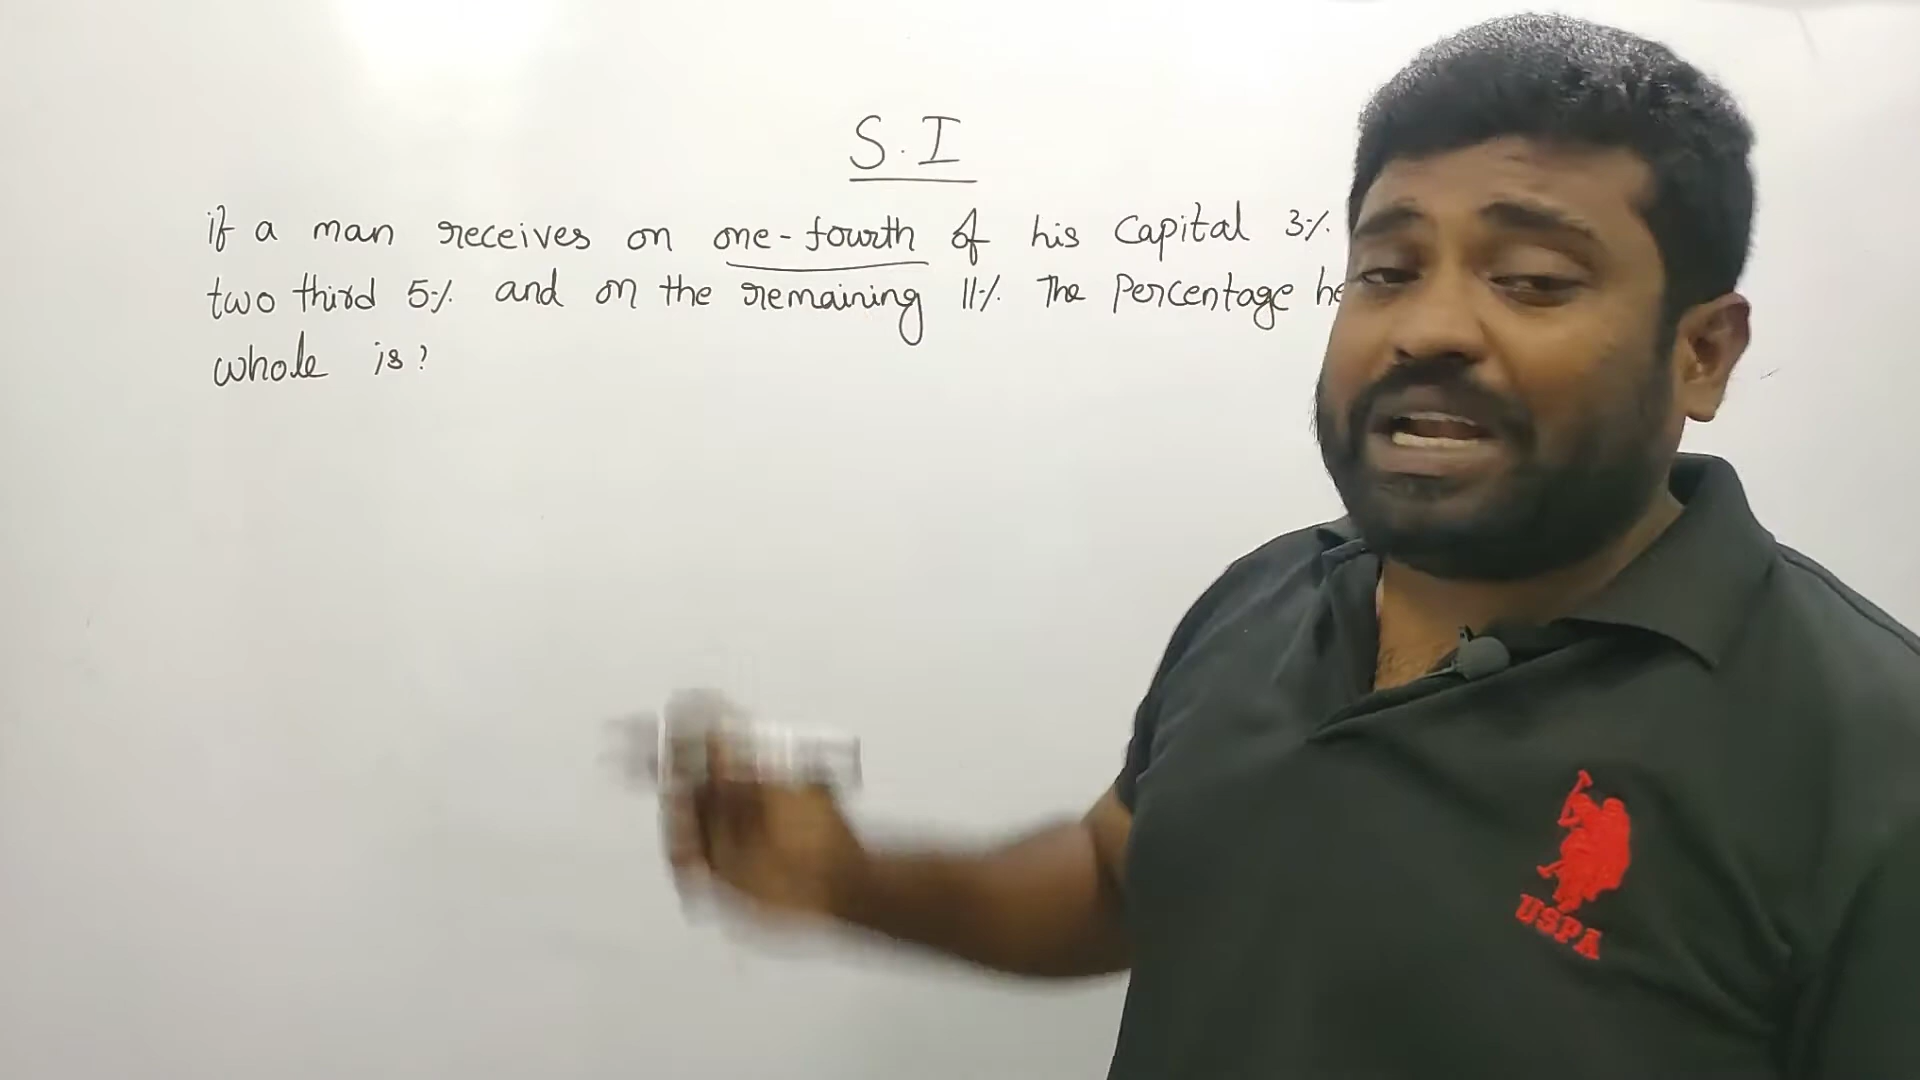 S.I
if a man receives on one-fourth of his capital 3%
two third 5% and on the remaining 11% The Percentage he
whole is?
USPA